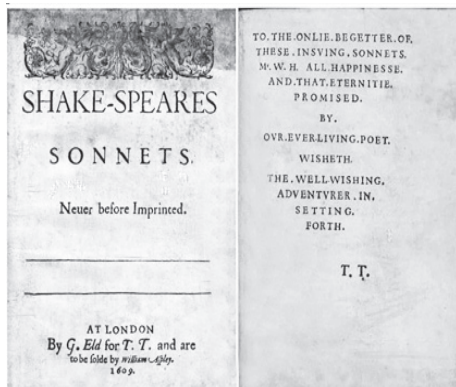 SHAKE-SPEARES
SONNETS.
Neuer before Imprinted.
AT LONDON
By G. Eld for T. T. and are
to be solde by William Aspley.
1609.
TO.THE.ONLIE.BEGETTER.OF.
THESE.INSVING.SONNETS.
Mr.W.H. ALL.HAPPINESSE.
AND.THAT.ETERNITIE.
PROMISED.
BY.
OVR.EVER-LIVING.POET.
WISHETH.
THE.WELL-WISHING.
ADVENTVRER.IN.
SETTING.
FORTH.
T. T.